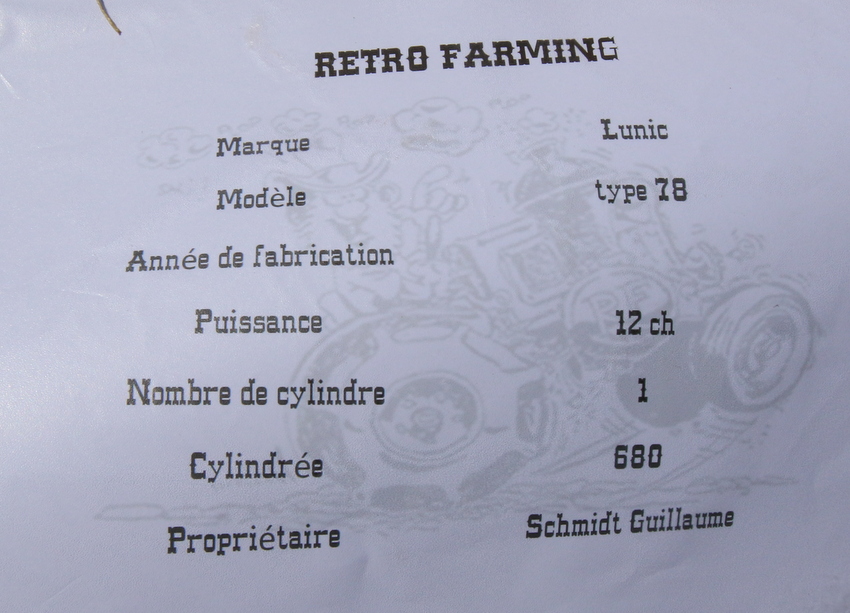 RETRO FARMING
Marque Lunic
Modèle type 78
Année de fabrication
Puissance 12 ch
Nombre de cylindre 1
Cylindrée 680
Propriétaire Schmidt Guillaume